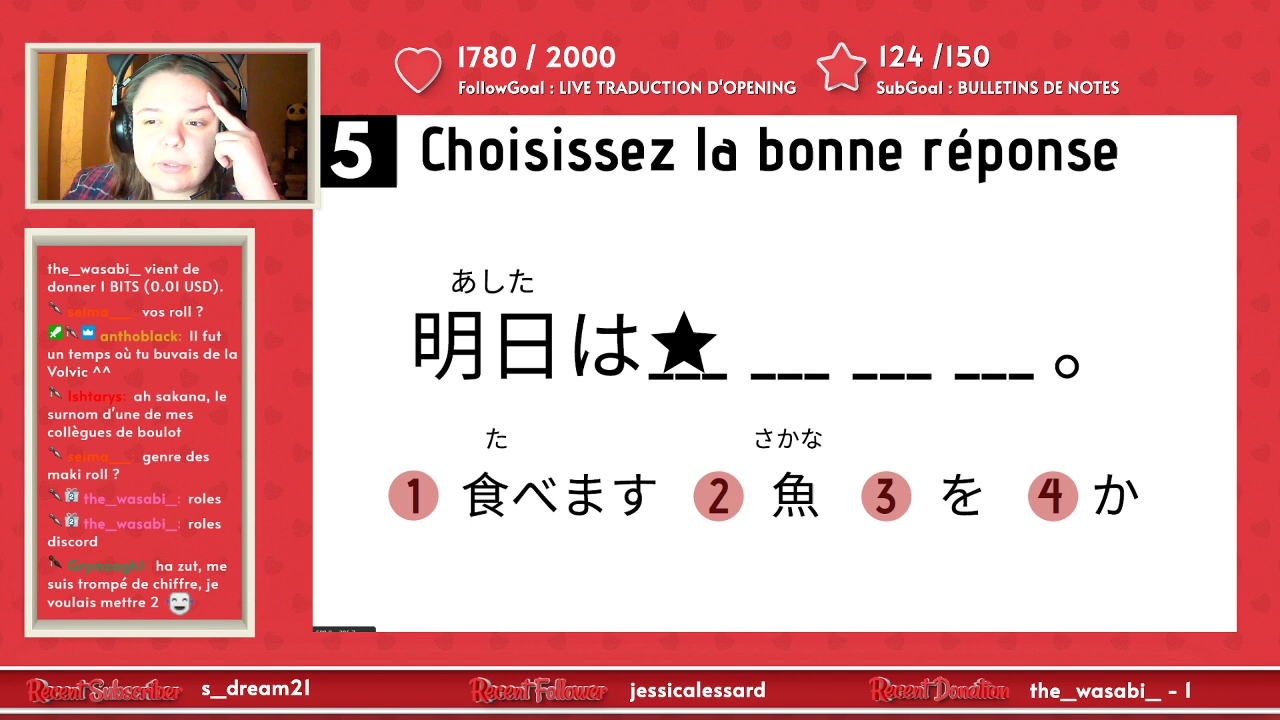 1780 / 2000
FollowGoal : LIVE TRADUCTION D'OPENING
124 /150
SubGoal : BULLETINS DE NOTES
5 Choisissez la bonne réponse
あした
明日は★___ ___ ___ ___。
た さかな
1 食べます 2 魚 3 を 4 か
the_wasabi_ vient de
donner 1 BITS (0.01 USD).
seima___: vos roll ?
anthoblack: Il fut
un temps où tu buvais de la
Volvic ^^
Ishtarys: ah sakana, le
surnom d'une de mes
collègues de boulot
seima___: genre des
maki roll ?
the_wasabi_: roles
the_wasabi_: roles
discord
ha zut, me
suis trompé de chiffre, je
voulais mettre 2
Recent Subscriber s_dream21
Recent Follower jessicalessard
Recent Donation the_wasabi_ - 1